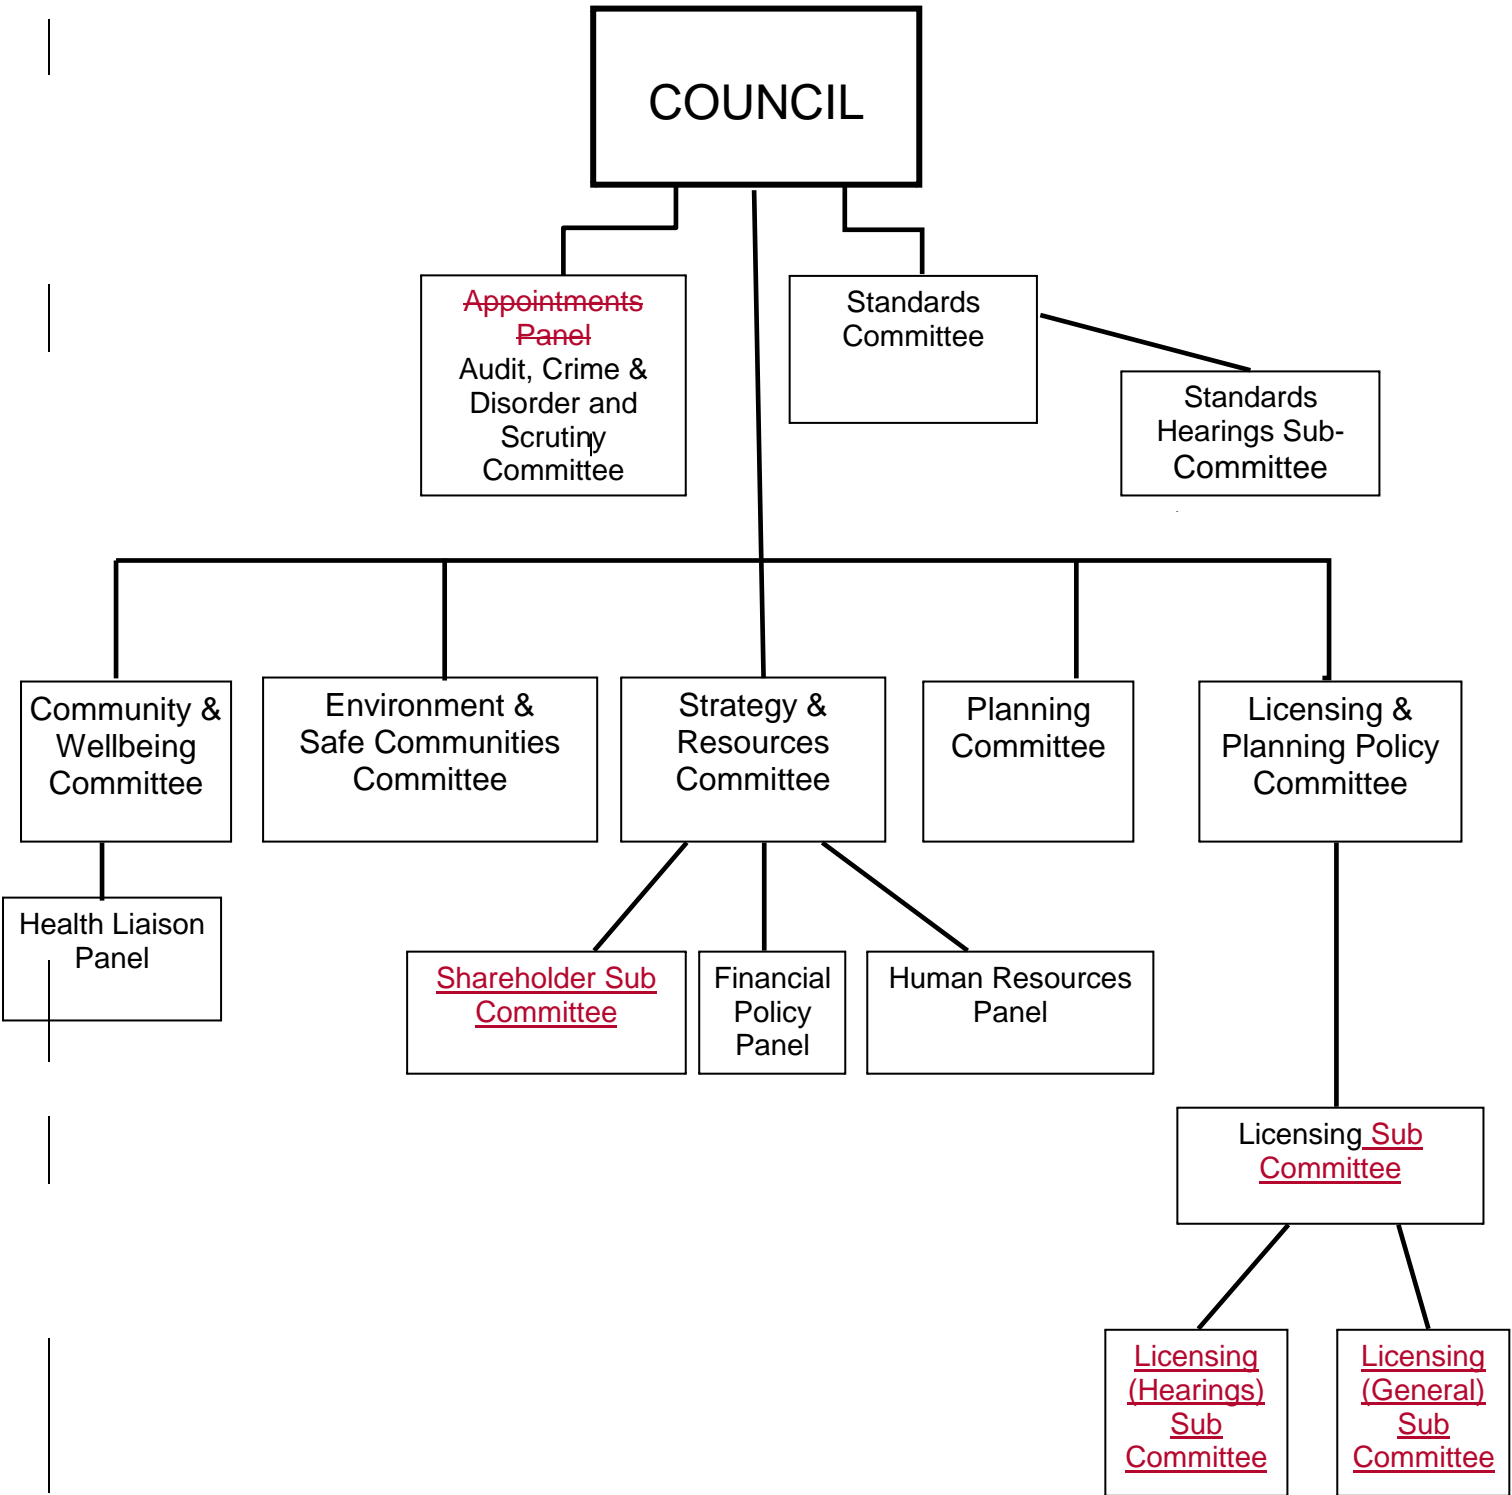 COUNCIL
Appointments
Panel
Audit, Crime &
Disorder and
Scrutiny
Committee
Standards
Committee
Standards
Hearings Sub-
Committee
Community &
Wellbeing
Committee
Environment &
Safe Communities
Committee
Strategy &
Resources
Committee
Planning
Committee
Licensing &
Planning Policy
Committee
Health Liaison
Panel
Shareholder Sub
Committee
Financial
Policy
Panel
Human Resources
Panel
Licensing Sub
Committee
Licensing
(Hearings)
Sub
Committee
Licensing
(General)
Sub
Committee